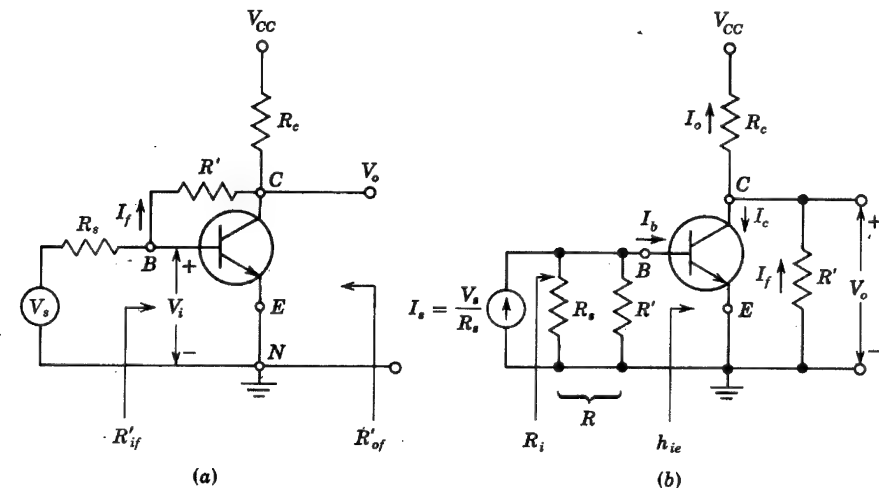 V_CC
R_c
R'
C
V_o
I_f
R_s
B
+
V_s
V_i
E
−
N
R'_if
R'_of
(a)
V_CC
I_o
R_c
C
I_c
+
I_b
B
I_f
R'
V_o
I_s = V_s/R_s
R_s
R'
E
−
R
R_i
h_ie
(b)